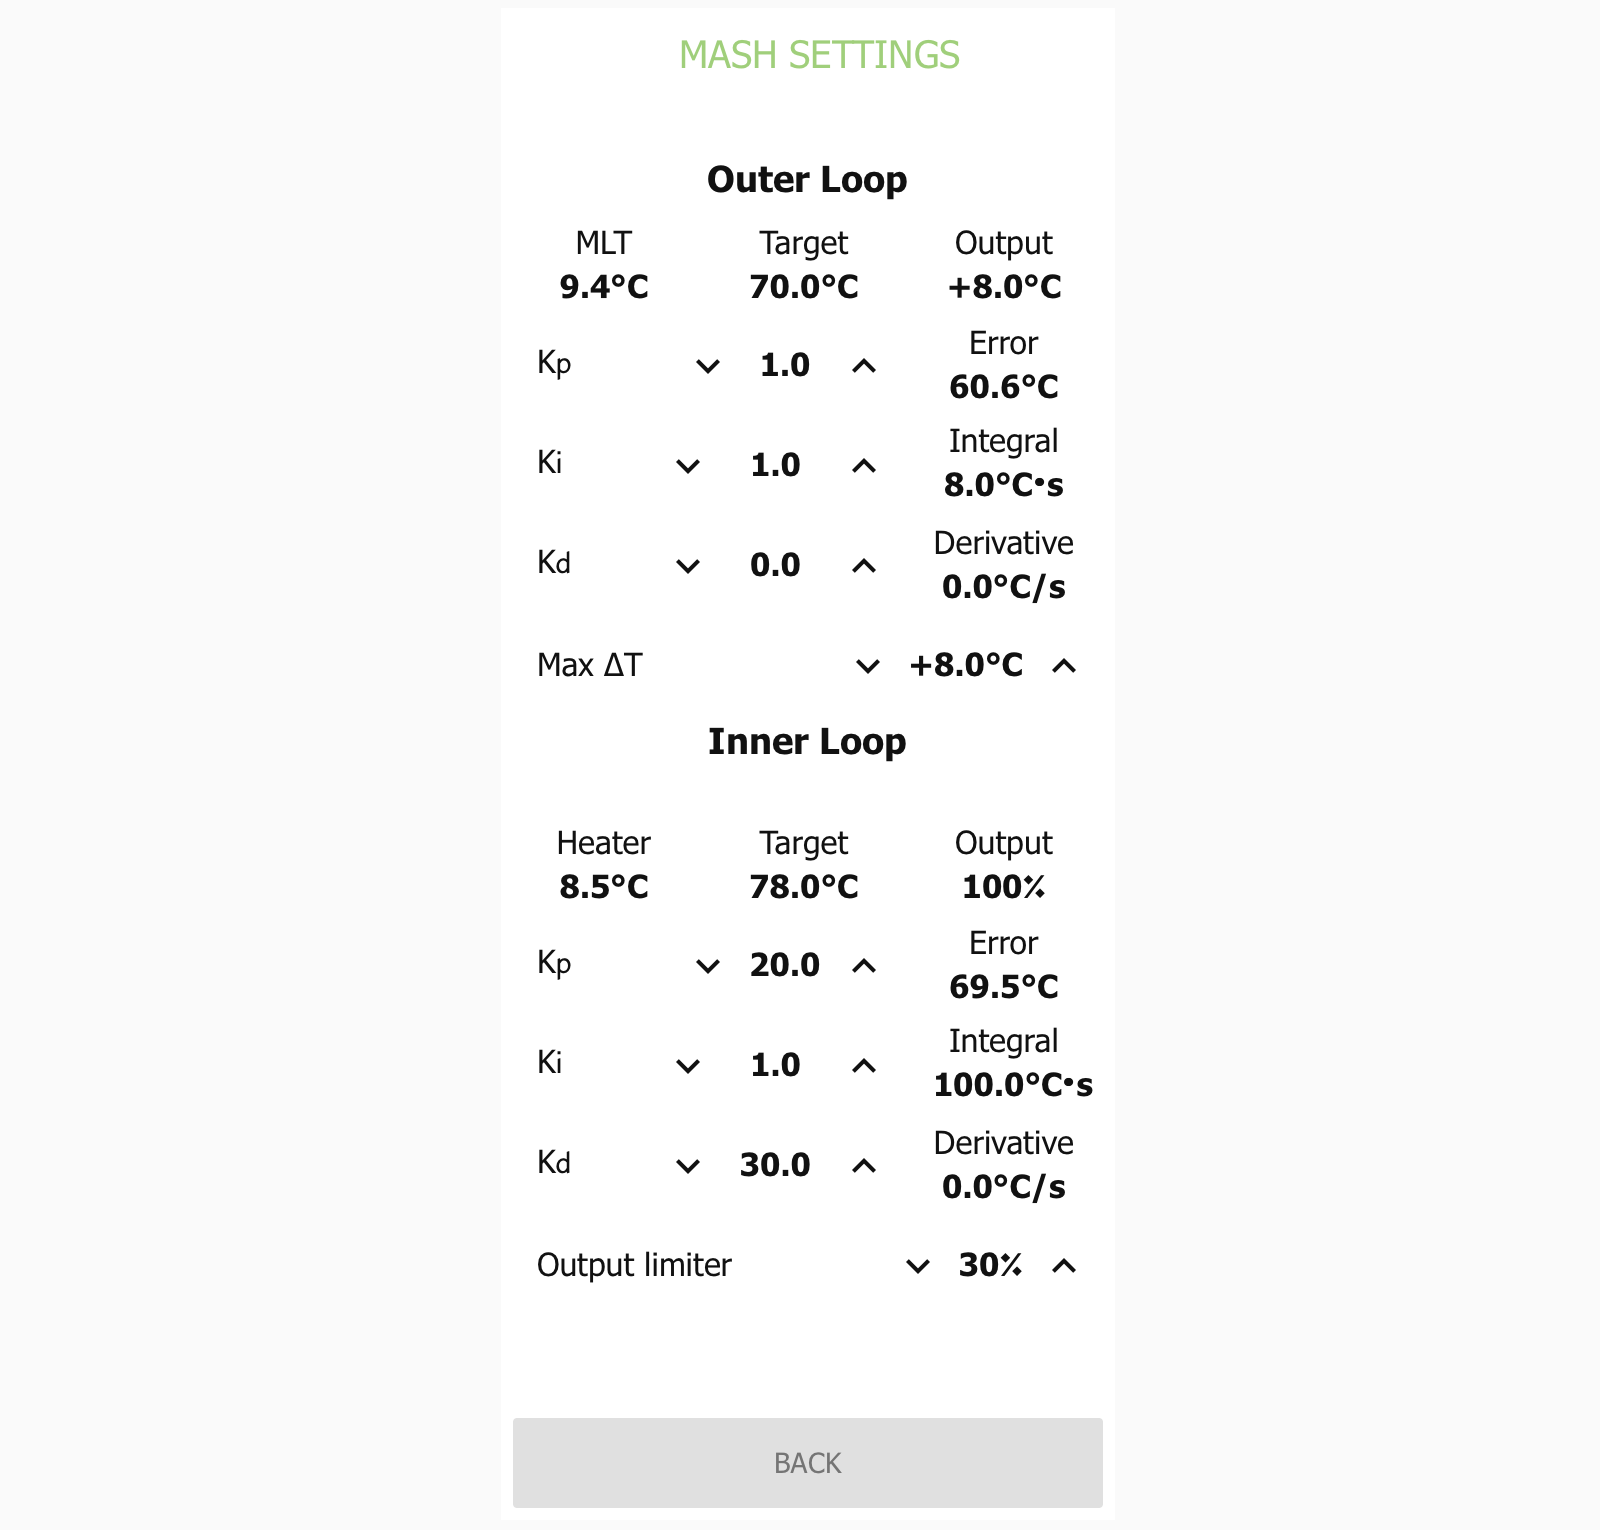 MASH SETTINGS
Outer Loop
MLT Target Output
9.4°C 70.0°C +8.0°C
Kp 1.0 Error
60.6°C
Ki 1.0 Integral
8.0°C•s
Kd 0.0 Derivative
0.0°C/s
Max ΔT +8.0°C
Inner Loop
Heater Target Output
8.5°C 78.0°C 100%
Kp 20.0 Error
69.5°C
Ki 1.0 Integral
100.0°C•s
Kd 30.0 Derivative
0.0°C/s
Output limiter 30%
BACK